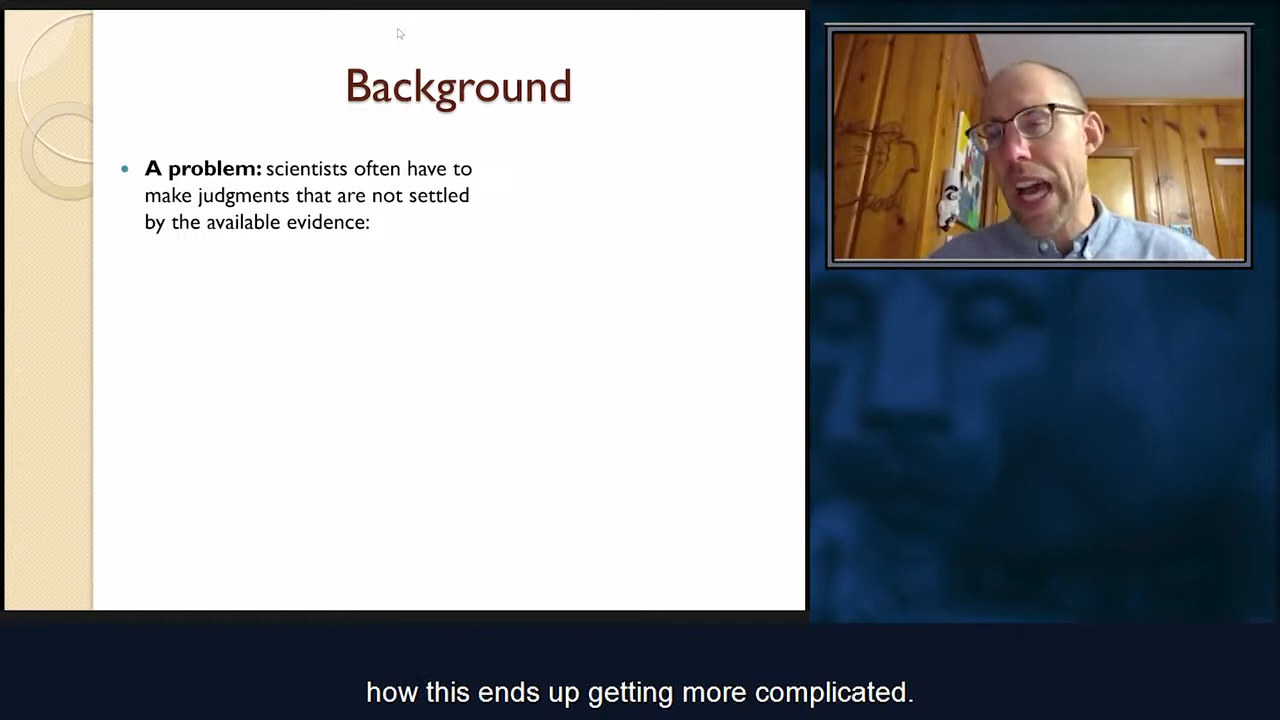 Background
• A problem: scientists often have to
make judgments that are not settled
by the available evidence:
how this ends up getting more complicated.